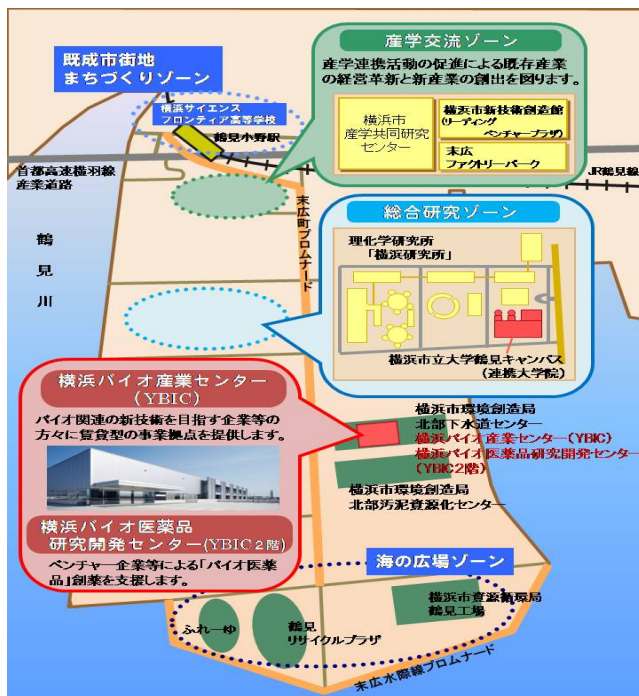 既成市街地
まちづくりゾーン
横浜サイエンス
フロンティア高等学校
鶴見小野駅
首都高速横羽線
産業道路
JR鶴見線
鶴見川
末広町プロムナード
産学交流ゾーン
産学連携活動の促進による既存産業
の経営革新と新産業の創出を図ります。
横浜市
産学共同研究
センター
横浜市新技術創造館
(リーディング
ベンチャープラザ)
末広
ファクトリーパーク
総合研究ゾーン
理化学研究所
「横浜研究所」
横浜市立大学鶴見キャンパス
(連携大学院)
横浜バイオ産業センター
(YBIC)
バイオ関連の新技術を目指す企業等の
方々に賃貸型の事業拠点を提供します。
横浜バイオ医薬品
研究開発センター(YBIC2階)
ベンチャー企業等による「バイオ医薬
品」創薬を支援します。
横浜市環境創造局
北部下水道センター
横浜バイオ産業センター(YBIC)
横浜バイオ医薬品研究開発センター
(YBIC2階)
横浜市環境創造局
北部汚泥資源化センター
海の広場ゾーン
横浜市資源循環局
鶴見工場
ふれーゆ
鶴見
リサイクルプラザ
末広水際線プロムナード